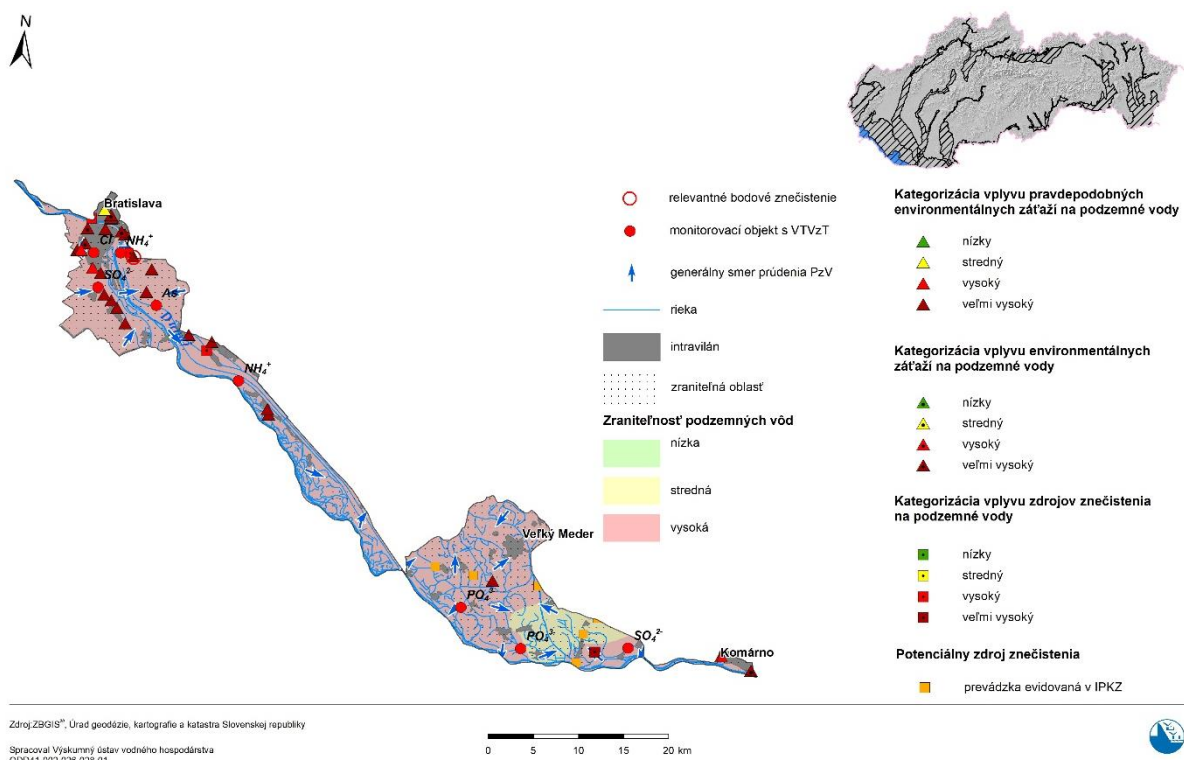 N
Bratislava
Cl⁻
NH₄⁺
SO₄²⁻
As
NH₄⁺
Veľký Meder
PO₄³⁻
PO₄³⁻
SO₄²⁻
Komárno
relevantné bodové znečistenie
monitorovací objekt s VTVzT
generálny smer prúdenia PzV
rieka
intravilán
zraniteľná oblasť
Zraniteľnosť podzemných vôd
nízka
stredná
vysoká
Kategorizácia vplyvu pravdepodobných
environmentálnych záťaží na podzemné vody
nízky
stredný
vysoký
veľmi vysoký
Kategorizácia vplyvu environmentálnych
záťaží na podzemné vody
nízky
stredný
vysoký
veľmi vysoký
Kategorizácia vplyvu zdrojov znečistenia
na podzemné vody
nízky
stredný
vysoký
veľmi vysoký
Potenciálny zdroj znečistenia
prevádzka evidovaná v IPKZ
Zdroj:ZBGIS®, Úrad geodézie, kartografie a katastra Slovenskej republiky
Spracoval Výskumný ústav vodného hospodárstva
0 5 10 15 20 km